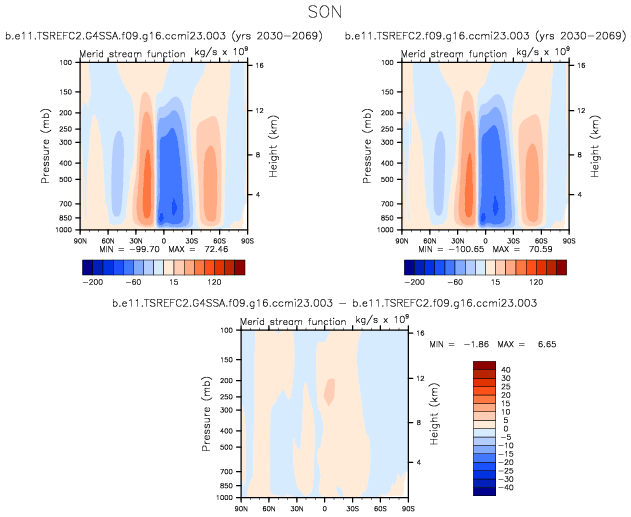 SON
b.e11.TSREFC2.G4SSA.f09.g16.ccmi23.003 (yrs 2030-2069)
Merid stream function kg/s x 10⁹
Pressure (mb)
100
150
200
250
300
400
500
700
850
1000
16
12
8
4
Height (km)
90N 60N 30N 0 30S 60S 90S
MIN = -99.70 MAX = 72.46
-200 -60 15 120
b.e11.TSREFC2.f09.g16.ccmi23.003 (yrs 2030-2069)
Merid stream function kg/s x 10⁹
Pressure (mb)
100
150
200
250
300
400
500
700
850
1000
16
12
8
4
Height (km)
90N 60N 30N 0 30S 60S 90S
MIN = -100.65 MAX = 70.59
-200 -60 15 120
b.e11.TSREFC2.G4SSA.f09.g16.ccmi23.003 - b.e11.TSREFC2.f09.g16.ccmi23.003
Merid stream function kg/s x 10⁹
Pressure (mb)
100
150
200
250
300
400
500
700
850
1000
16
12
8
4
Height (km)
90N 60N 30N 0 30S 60S 90S
MIN = -1.86 MAX = 6.65
40
30
20
15
10
5
0
-5
-10
-15
-20
-30
-40